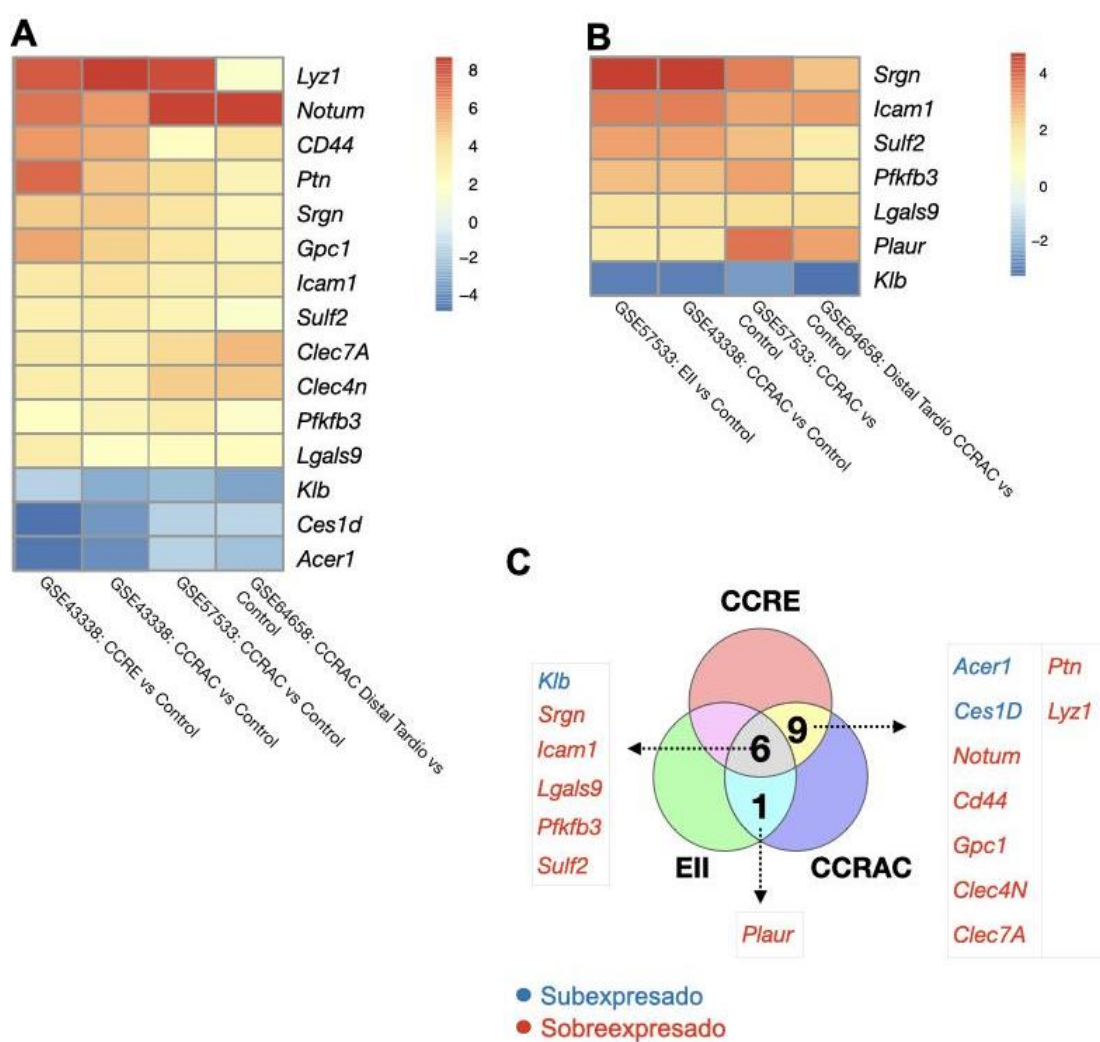 A
8
6
4
2
0
−2
−4
Lyz1
Notum
CD44
Ptn
Srgn
Gpc1
Icam1
Sulf2
Clec7A
Clec4n
Pfkfb3
Lgals9
Klb
Ces1d
Acer1
GSE43338: CCRE vs Control
GSE43338: CCRAC vs Control
GSE57533: CCRAC vs Control
GSE64658: CCRAC Distal Tardio vs
Control
B
4
2
0
−2
Srgn
Icam1
Sulf2
Pfkfb3
Lgals9
Plaur
Klb
GSE57533: EII vs Control
GSE43338: CCRAC vs Control
GSE57533: CCRAC vs
Control
GSE64658: Distal Tardío CCRAC vs
Control
C
CCRE
EII
CCRAC
9
6
1
Klb
Srgn
Icam1
Lgals9
Pfkfb3
Sulf2
Plaur
Acer1 Ptn
Ces1D Lyz1
Notum
Cd44
Gpc1
Clec4N
Clec7A
Subexpresado
Sobreexpresado